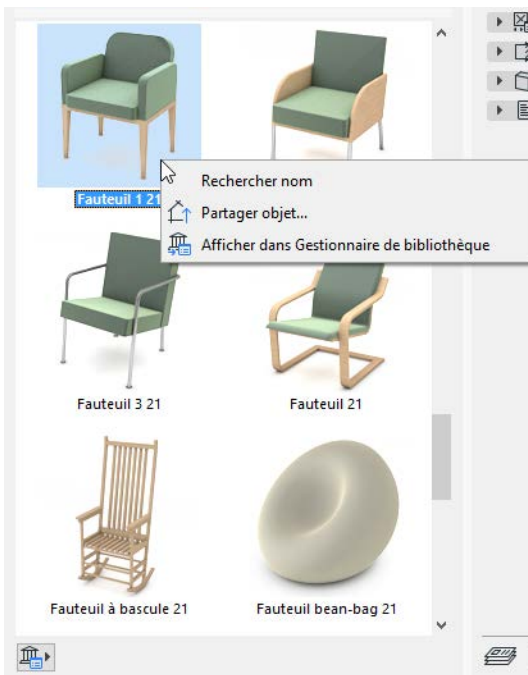 Fauteuil 1 21
Rechercher nom
Partager objet...
Afficher dans Gestionnaire de bibliothèque
Fauteuil 3 21
Fauteuil 21
Fauteuil à bascule 21
Fauteuil bean-bag 21